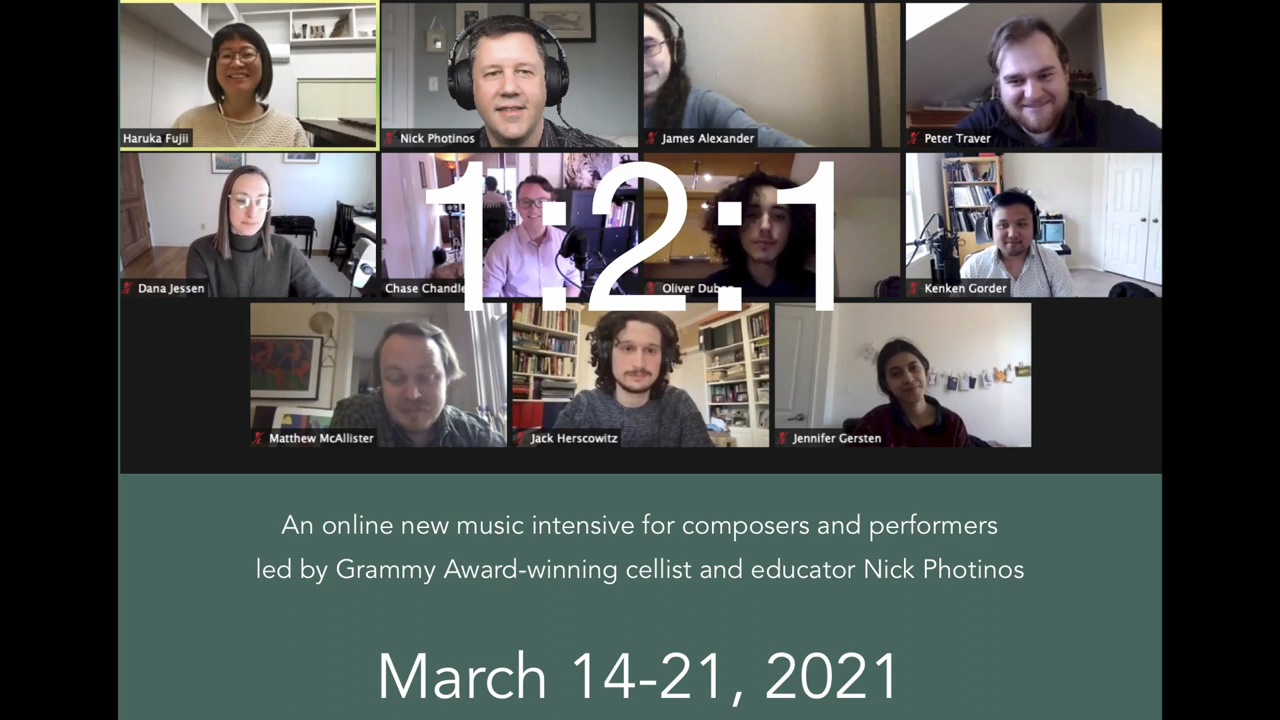 Haruka Fujii
Nick Photinos
James Alexander
Peter Traver
1:2:1
Dana Jessen
Chase
Oliver
Kenken Gorder
Matthew McAllister
Jack Herscowitz
Jennifer Gersten
An online new music intensive for composers and performers
led by Grammy Award-winning cellist and educator Nick Photinos
March 14-21, 2021